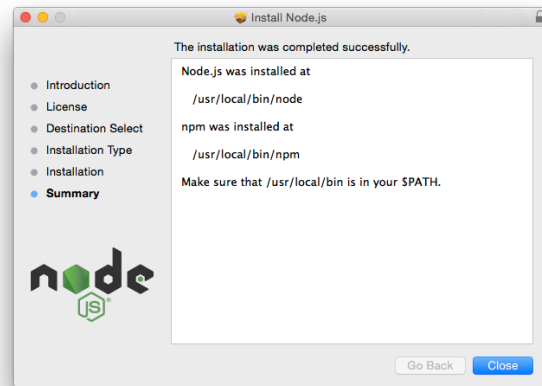 Install Node.js
The installation was completed successfully.
Introduction
License
Destination Select
Installation Type
Installation
Summary
Node.js was installed at
/usr/local/bin/node
npm was installed at
/usr/local/bin/npm
Make sure that /usr/local/bin is in your $PATH.
node
JS®
Go Back
Close